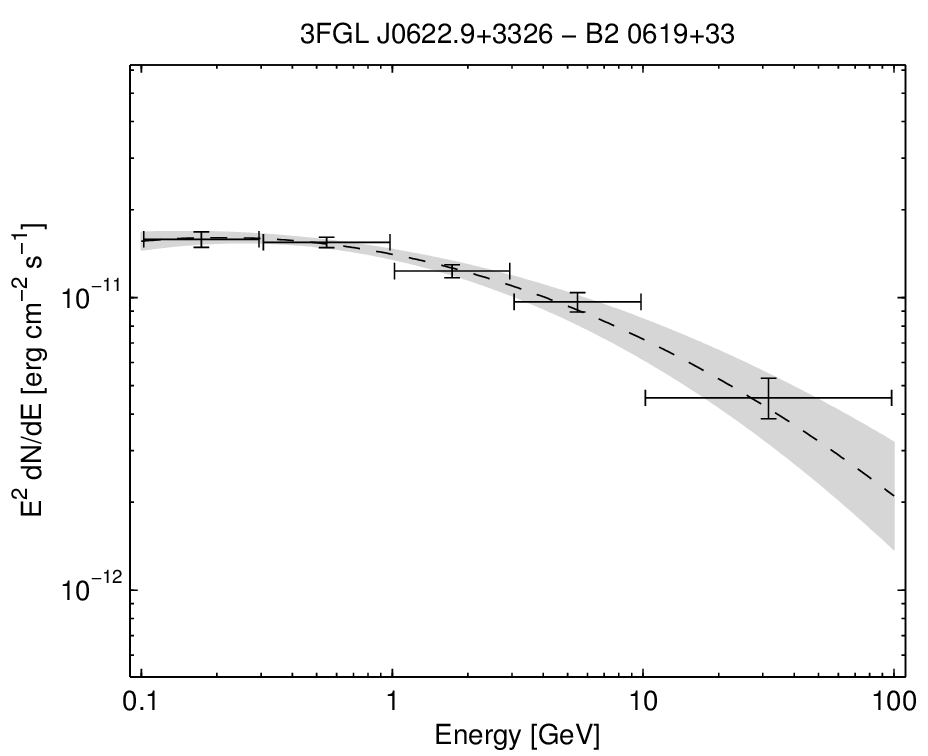 3FGL J0622.9+3326 − B2 0619+33
E² dN/dE [erg cm⁻² s⁻¹]
10⁻¹¹
10⁻¹²
0.1 1 10 100
Energy [GeV]